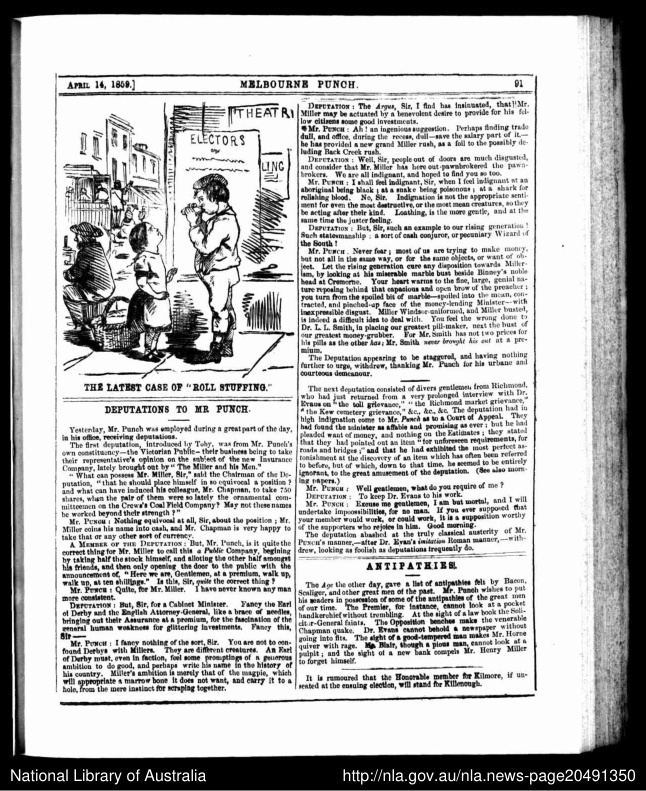 APRIL 14, 1859.]
MELBOURNE PUNCH.
91
THEATR
ELECTORS
LING
THE LATEST CASE OF "ROLL STUFFING."
DEPUTATIONS TO MR PUNCH.
Yesterday, Mr. Punch was employed during a great part of the day,
in his office, receiving deputations.
The first deputation, introduced by Toby, was from Mr. Punch's
own constituency—the Victorian Public—their business being to take
their representative's opinion on the subject of the new Insurance
Company, lately brought out by "The Miller and his Men."
"What can possess Mr. Miller, Sir," said the Chairman of the De-
putation, "that he should place himself in so equivocal a position?
and what can have induced his colleague, Mr. Chapman, to take 750
shares, when the pair of them were so lately the ornamental com-
mitteemen on the Crews's Coal Field Company? May not these names
be worked beyond their strength?"
MR. PUNCH: Nothing equivocal at all, Sir, about the position; Mr.
Miller coins his name into cash, and Mr. Chapman is very happy to
take that or any other sort of currency.
A MEMBER OF THE DEPUTATION: But, Mr. Punch, is it quite the
correct thing for Mr. Miller to call this a Public Company, begining
by taking half the stock himself, and alloting the other half amongst
his friends, and then only opening the door to the public with the
announcement of, "Here we are, Gentlemen, at a premium, walk up,
walk up, at ten shillings." Is this, Sir, quite the correct thing?
MR. PUNCH: Quite, for Mr. Miller. I have never known any man
more consistent.
DEPUTATION: But, Sir, for a Cabinet Minister. Fancy the Earl
of Derby and the English Attorney-General, like a brace of needles,
bringing out their Assurance at a premium, for the fascination of the
general human weakness for glittering investments. Fancy this,
Sir—
MR. PUNCH: I fancy nothing of the sort, Sir. You are not to con-
found Derbys with Millers. They are different creatures. An Earl
of Derby must, even in faction, feel some promptings of a generous
ambition to do good, and perhaps write his name in the history of
his country. Miller's ambition is merely that of the magpie, which
will appropriate a marrow bone it does not want, and carry it to a
hole, from the mere instinct for scraping together.
DEPUTATION: The Argus, Sir, I find has insinuated, that Mr.
Miller may be actuated by a benevolent desire to provide for his fel-
low citizens some good investments.
MR. PUNCH: Ah! an ingenious suggestion. Perhaps finding trade
dull, and office, during the recess, dull—save the salary part of it,—
he has provided a new grand Miller rush, as a foil to the possibly de-
luding Back Creek rush.
DEPUTATION: Well, Sir, people out of doors are much disgusted,
and consider that Mr. Miller has here out-pawnbrokered the pawn-
brokers. We are all indignant, and hoped to find you so too.
MR. PUNCH: I shall feel indignant, Sir, when I feel indignant at an
aboriginal being black; at a snake being poisonous; at a shark for
relishing blood. No, Sir. Indignation is not the appropriate senti-
ment for even the most destructive, or the most mean creatures, so they
be acting after their kind. Loathing, is the more gentle, and at the
same time the juster feeling.
DEPUTATION: But, Sir, such an example to our rising generation!
Such statesmanship: a sort of cash conjuror, or pecuniary Wizard of
the South!
MR. PUNCH. Never fear; most of us are trying to make money,
but not all in the same way, or for the same objects, or want of ob-
ject. Let the rising generation cure any disposition towards Miller-
ism, by looking at his miserable marble bust beside Binney's noble
head at Cremorne. Your heart warms to the fine, large, genial na-
ture reposing behind that capacious and open brow of the preacher;
you turn from the spoiled bit of marble—spoiled into the mean, con-
tracted, and pinched-up face of the money-lending Minister—with
inexpressible disgust. Miller Windsor-uniformed, and Miller busted,
is indeed a difficult idea to deal with. You feel the wrong done to
Dr. L. L. Smith, in placing our greatest pill-maker, next the bust of
our greatest money-grubber. For Mr. Smith has not two prices for
his pills as the other has; Mr. Smith never brought his out at a pre-
mium.
The Deputation appearing to be staggered, and having nothing
further to urge, withdrew, thanking Mr. Punch for his urbane and
courteous demeanour.
The next deputation consisted of divers gentlemen from Richmond,
who had just returned from a very prolonged interview with Dr.
Evans on "the toll grievance," "the Richmond market grievance,"
"the Kew cemetery grievance," &c., &c., &c. The deputation had in
high indignation come to Mr. Punch as to a Court of Appeal. They
had found the minister as affable and promising as ever: but he had
pleaded want of money, and nothing on the Estimates; they stated
that they had pointed out an item "for unforeseen requirements, for
roads and bridges;" and that he had exhibited the most perfect as-
tonishment at the discovery of an item which has often been referred
to before, but of which, down to that time, he seemed to be entirely
ignorant, to the great amusement of the deputation. (See also morn-
ing papers.)
MR. PUNCH: Well gentlemen, what do you require of me?
DEPUTATION: To keep Dr. Evans to his work.
MR. PUNCH: Excuse me gentlemen, I am but mortal, and I will
undertake impossibilities, for no man. If you ever supposed that
your member would work, or could work, it is a supposition worthy
of the supporters who rejoice in him. Good morning.
The deputation abashed at the truly classical austerity of Mr.
PUNCH's manner,—after Dr. Evan's imitation Roman manner,—with-
drew, looking as foolish as deputations frequently do.
ANTIPATHIES.
The Age the other day, gave a list of antipathies felt by Bacon,
Scaliger, and other great men of the past. Mr. Punch wishes to put
his readers in possession of some of the antipathies of the great men
of our time. The Premier, for instance, cannot look at a pocket
handkerchief without trembling. At the sight of a law book the Soli-
citor-General faints. The Opposition benches make the venerable
Chapman quake. Dr. Evans cannot behold a newspaper without
going into fits. The sight of a good-tempered man makes Mr. Horne
quiver with rage. Mr. Blair, though a pious man, cannot look at a
pulpit; and the sight of a new bank compels Mr. Henry Miller
to forget himself.
It is rumoured that the Honorable member for Kilmore, if un-
seated at the ensuing election, will stand for Killenough.
National Library of Australia
http://nla.gov.au/nla.news-page20491350